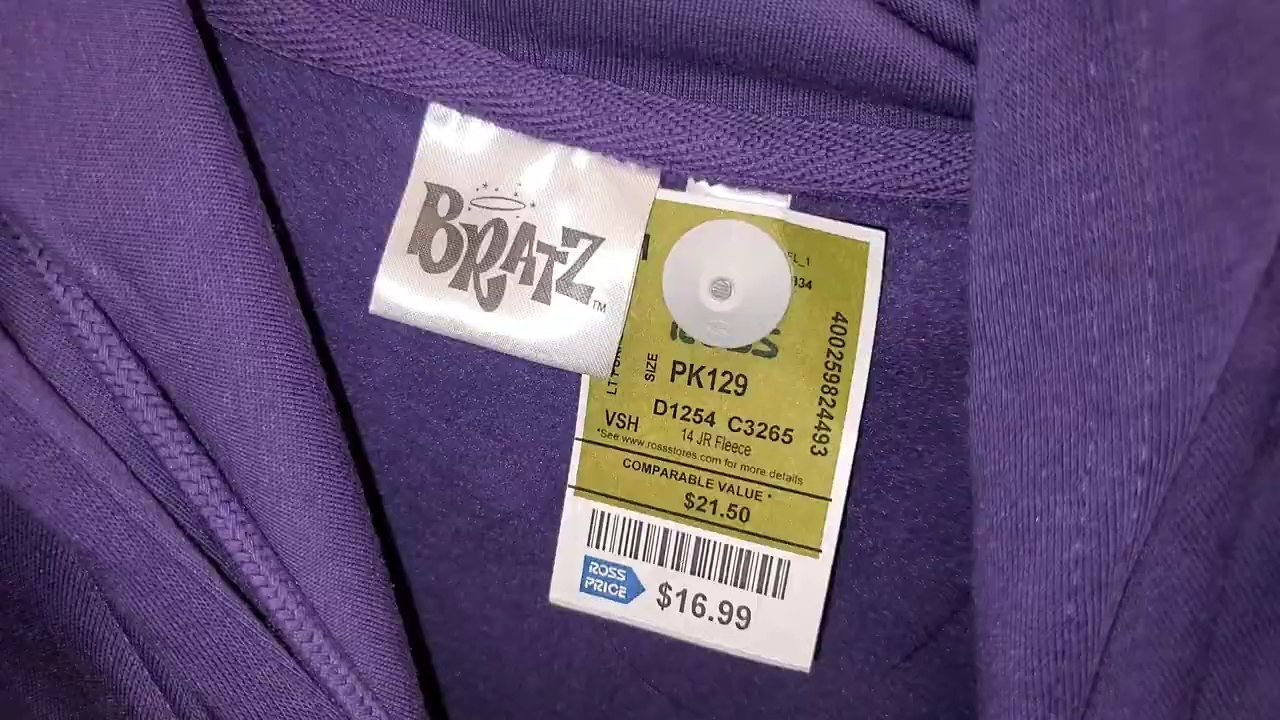 BRATZ
TM
334
400259824493
SIZE
PK129
D1254 C3265
VSH
14 JR Fleece
*See www.rossstores.com for more details
COMPARABLE VALUE *
$21.50
ROSS
PRICE
$16.99